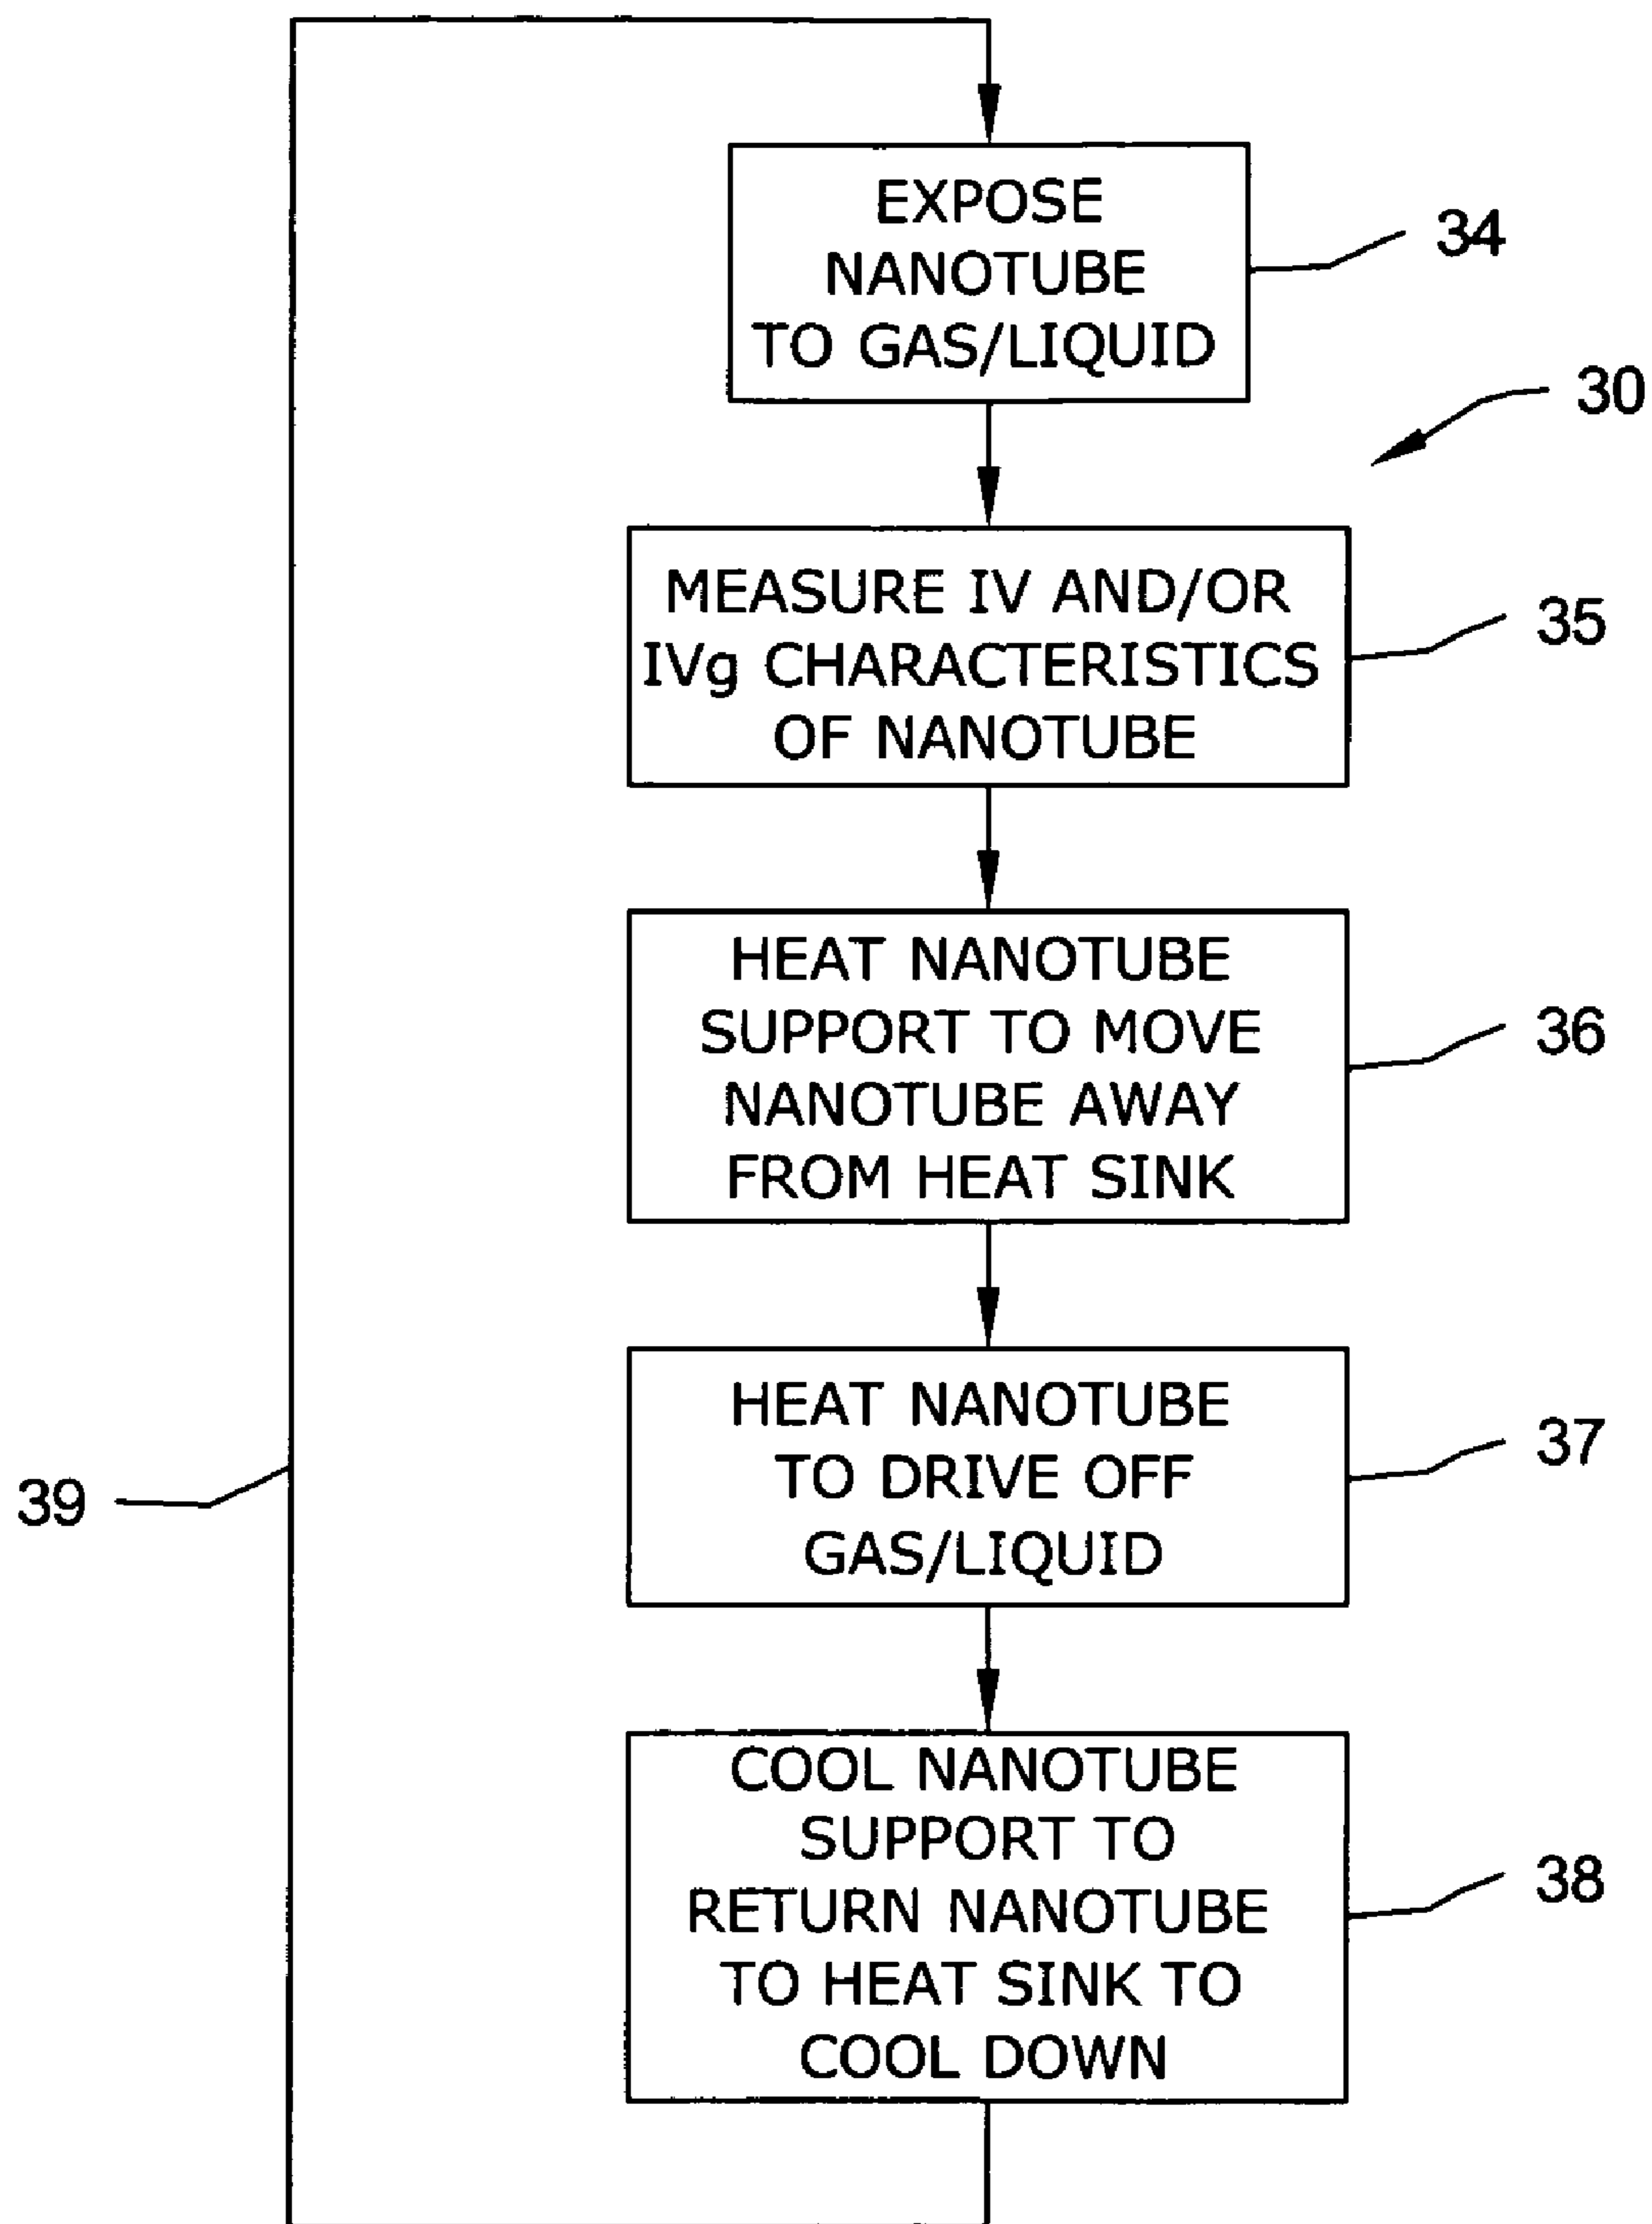 EXPOSE
NANOTUBE
TO GAS/LIQUID
34
30
MEASURE IV AND/OR
IVg CHARACTERISTICS
OF NANOTUBE
35
HEAT NANOTUBE
SUPPORT TO MOVE
NANOTUBE AWAY
FROM HEAT SINK
36
HEAT NANOTUBE
TO DRIVE OFF
GAS/LIQUID
37
39
COOL NANOTUBE
SUPPORT TO
RETURN NANOTUBE
TO HEAT SINK TO
COOL DOWN
38